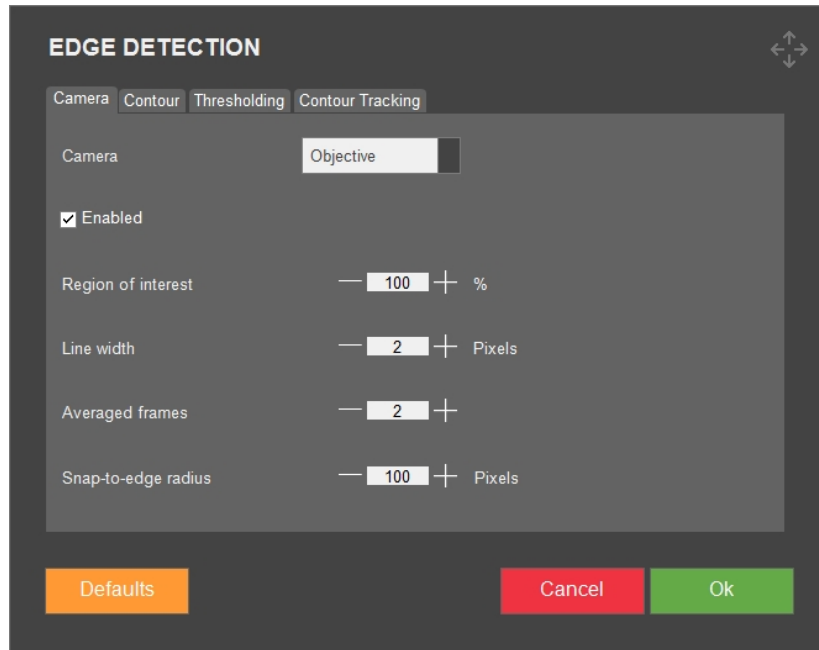 EDGE DETECTION
Camera Contour Thresholding Contour Tracking
Camera Objective
Enabled
Region of interest 100 %
Line width 2 Pixels
Averaged frames 2
Snap-to-edge radius 100 Pixels
Defaults Cancel Ok